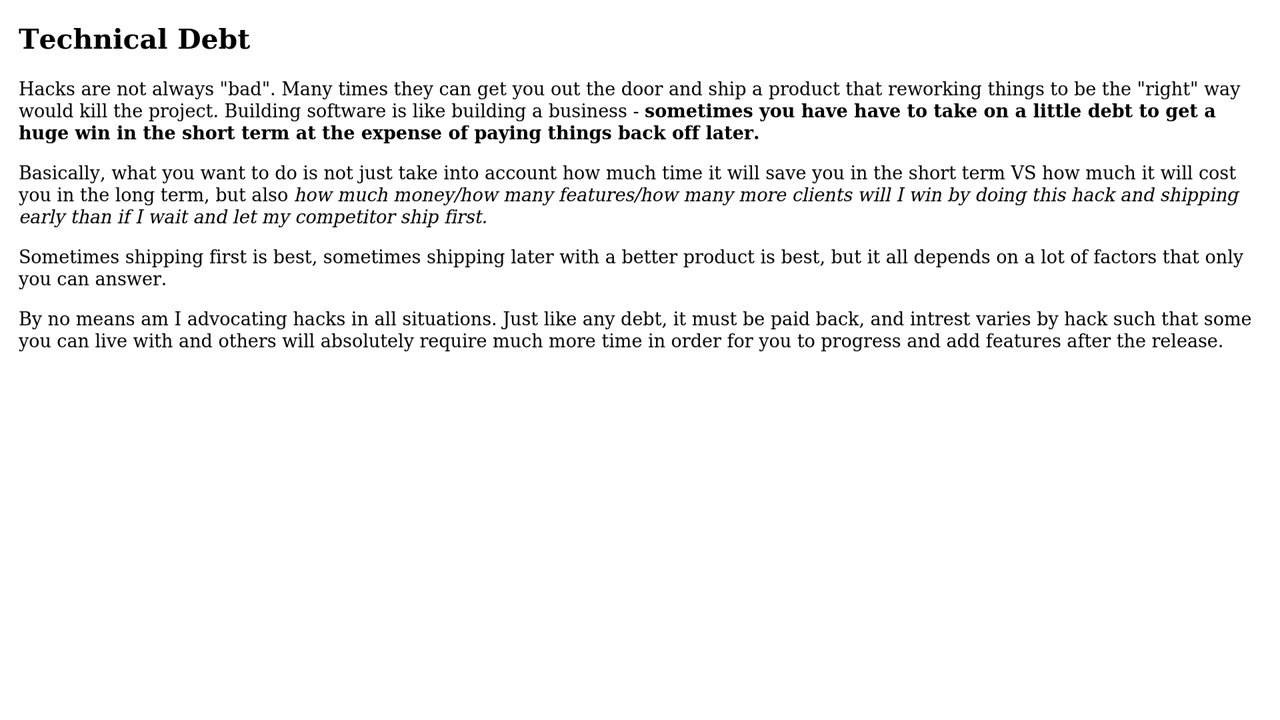 Technical Debt
Hacks are not always "bad". Many times they can get you out the door and ship a product that reworking things to be the "right" way
would kill the project. Building software is like building a business - sometimes you have have to take on a little debt to get a
huge win in the short term at the expense of paying things back off later.
Basically, what you want to do is not just take into account how much time it will save you in the short term VS how much it will cost
you in the long term, but also how much money/how many features/how many more clients will I win by doing this hack and shipping
early than if I wait and let my competitor ship first.
Sometimes shipping first is best, sometimes shipping later with a better product is best, but it all depends on a lot of factors that only
you can answer.
By no means am I advocating hacks in all situations. Just like any debt, it must be paid back, and intrest varies by hack such that some
you can live with and others will absolutely require much more time in order for you to progress and add features after the release.